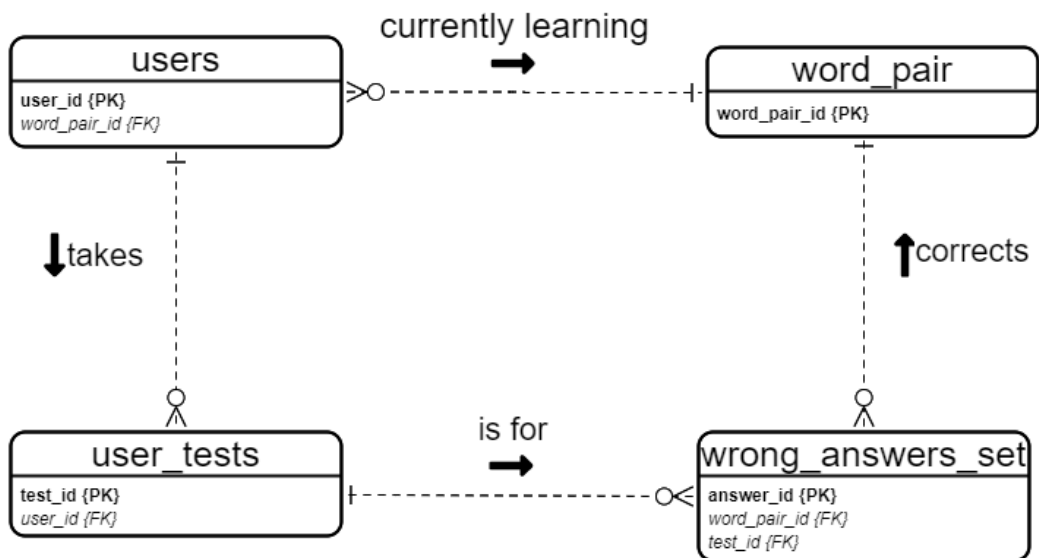 currently learning
users
user_id {PK}
word_pair_id {FK}
word_pair
word_pair_id {PK}
takes
corrects
is for
user_tests
test_id {PK}
user_id {FK}
wrong_answers_set
answer_id {PK}
word_pair_id {FK}
test_id {FK}